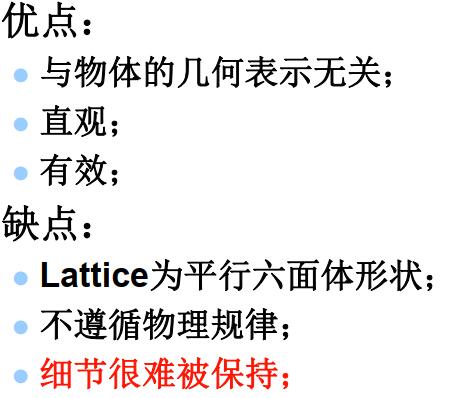 优点：
与物体的几何表示无关；
直观；
有效；
缺点：
Lattice为平行六面体形状；
不遵循物理规律；
细节很难被保持；